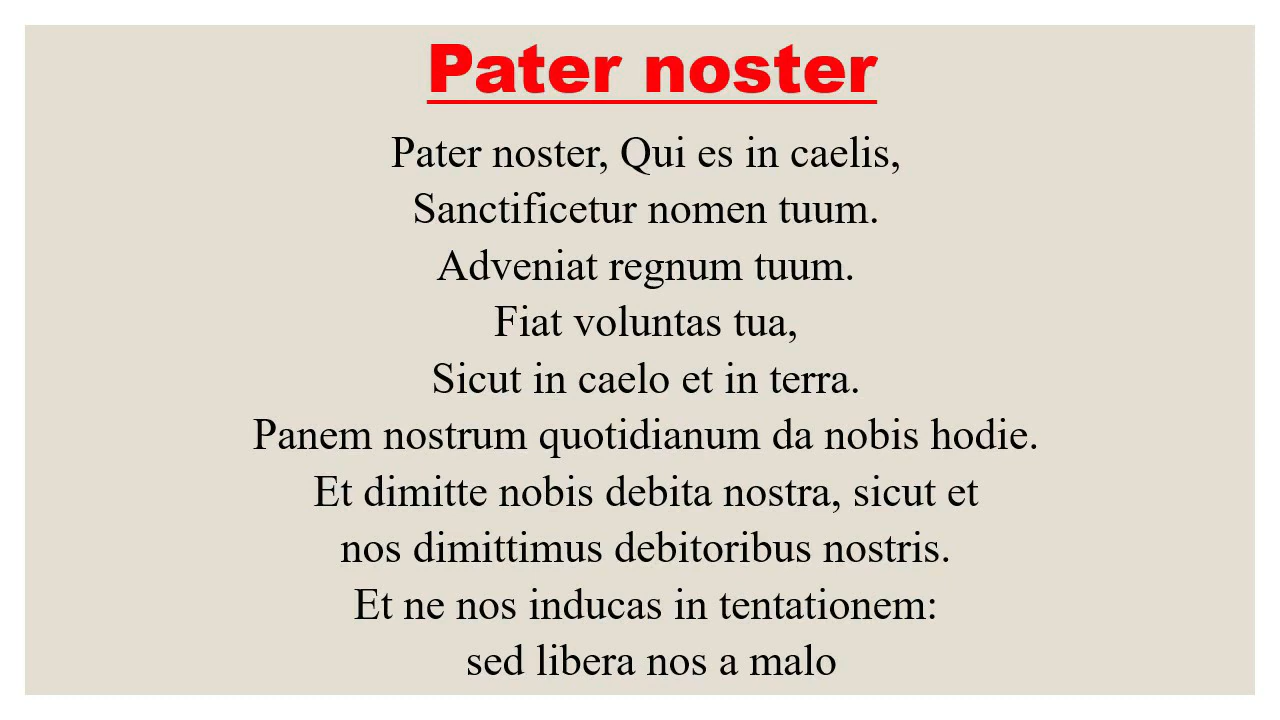 Pater noster
Pater noster, Qui es in caelis,
Sanctificetur nomen tuum.
Adveniat regnum tuum.
Fiat voluntas tua,
Sicut in caelo et in terra.
Panem nostrum quotidianum da nobis hodie.
Et dimitte nobis debita nostra, sicut et
nos dimittimus debitoribus nostris.
Et ne nos inducas in tentationem:
sed libera nos a malo